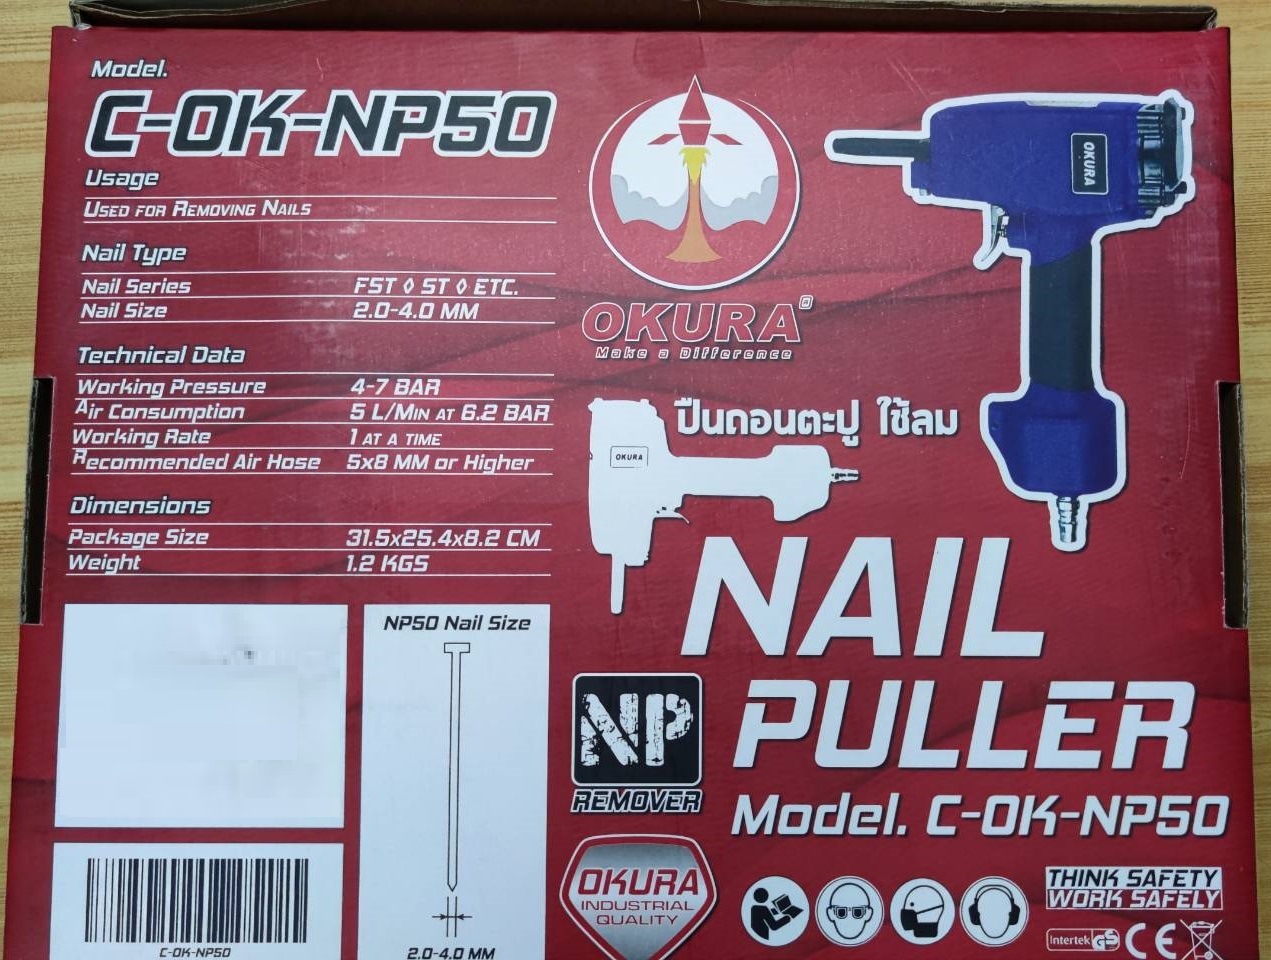 Model.
C-OK-NP50
Usage
USED FOR REMOVING NAILS
Nail Type
Nail Series FST ◊ ST ◊ ETC.
Nail Size 2.0-4.0 MM
Technical Data
Working Pressure 4-7 BAR
Air Consumption 5 L/MIN AT 6.2 BAR
Working Rate 1 AT A TIME
Recommended Air Hose 5x8 MM or Higher
Dimensions
Package Size 31.5x25.4x8.2 CM
Weight 1.2 KGS
NP50 Nail Size
2.0-4.0 MM
C-OK-NP50
OKURA®
Make a Difference
OKURA
ปืนถอนตะปู ใช้ลม
OKURA
NAIL
PULLER
Model. C-OK-NP50
NP
REMOVER
OKURA
INDUSTRIAL
QUALITY
THINK SAFETY
WORK SAFELY
Intertek GS CE